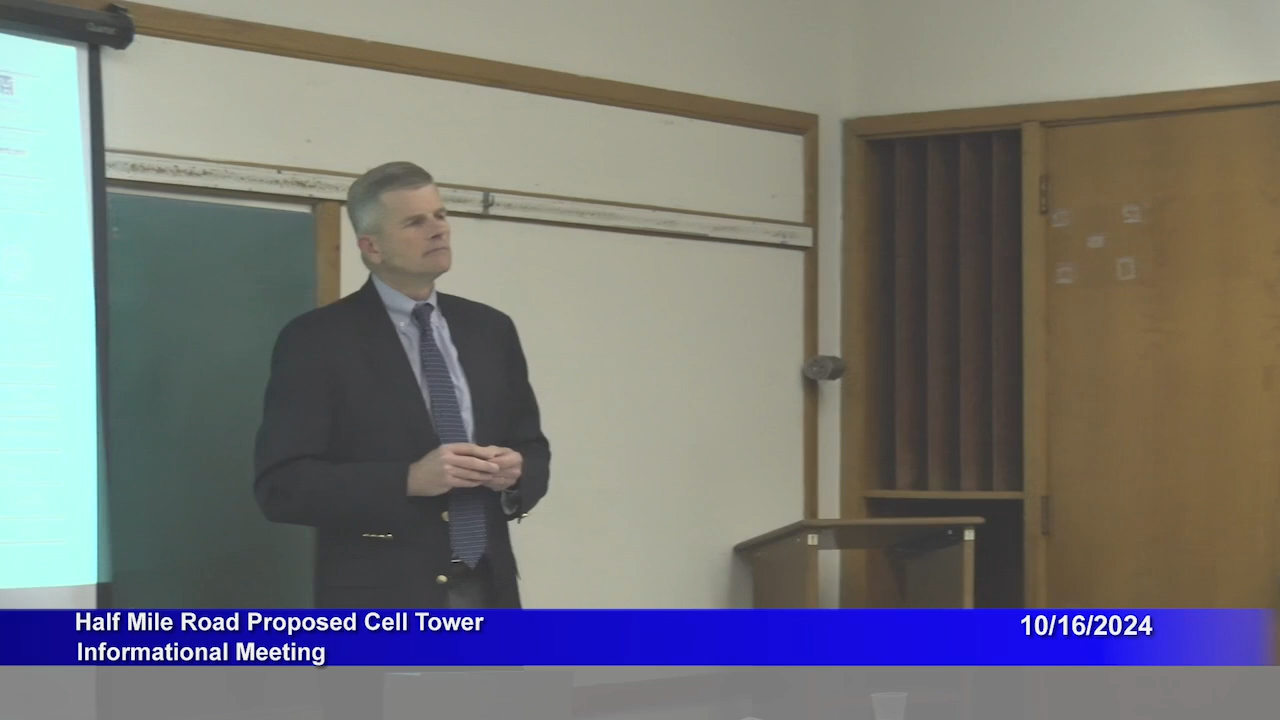 Half Mile Road Proposed Cell Tower
Informational Meeting
10/16/2024